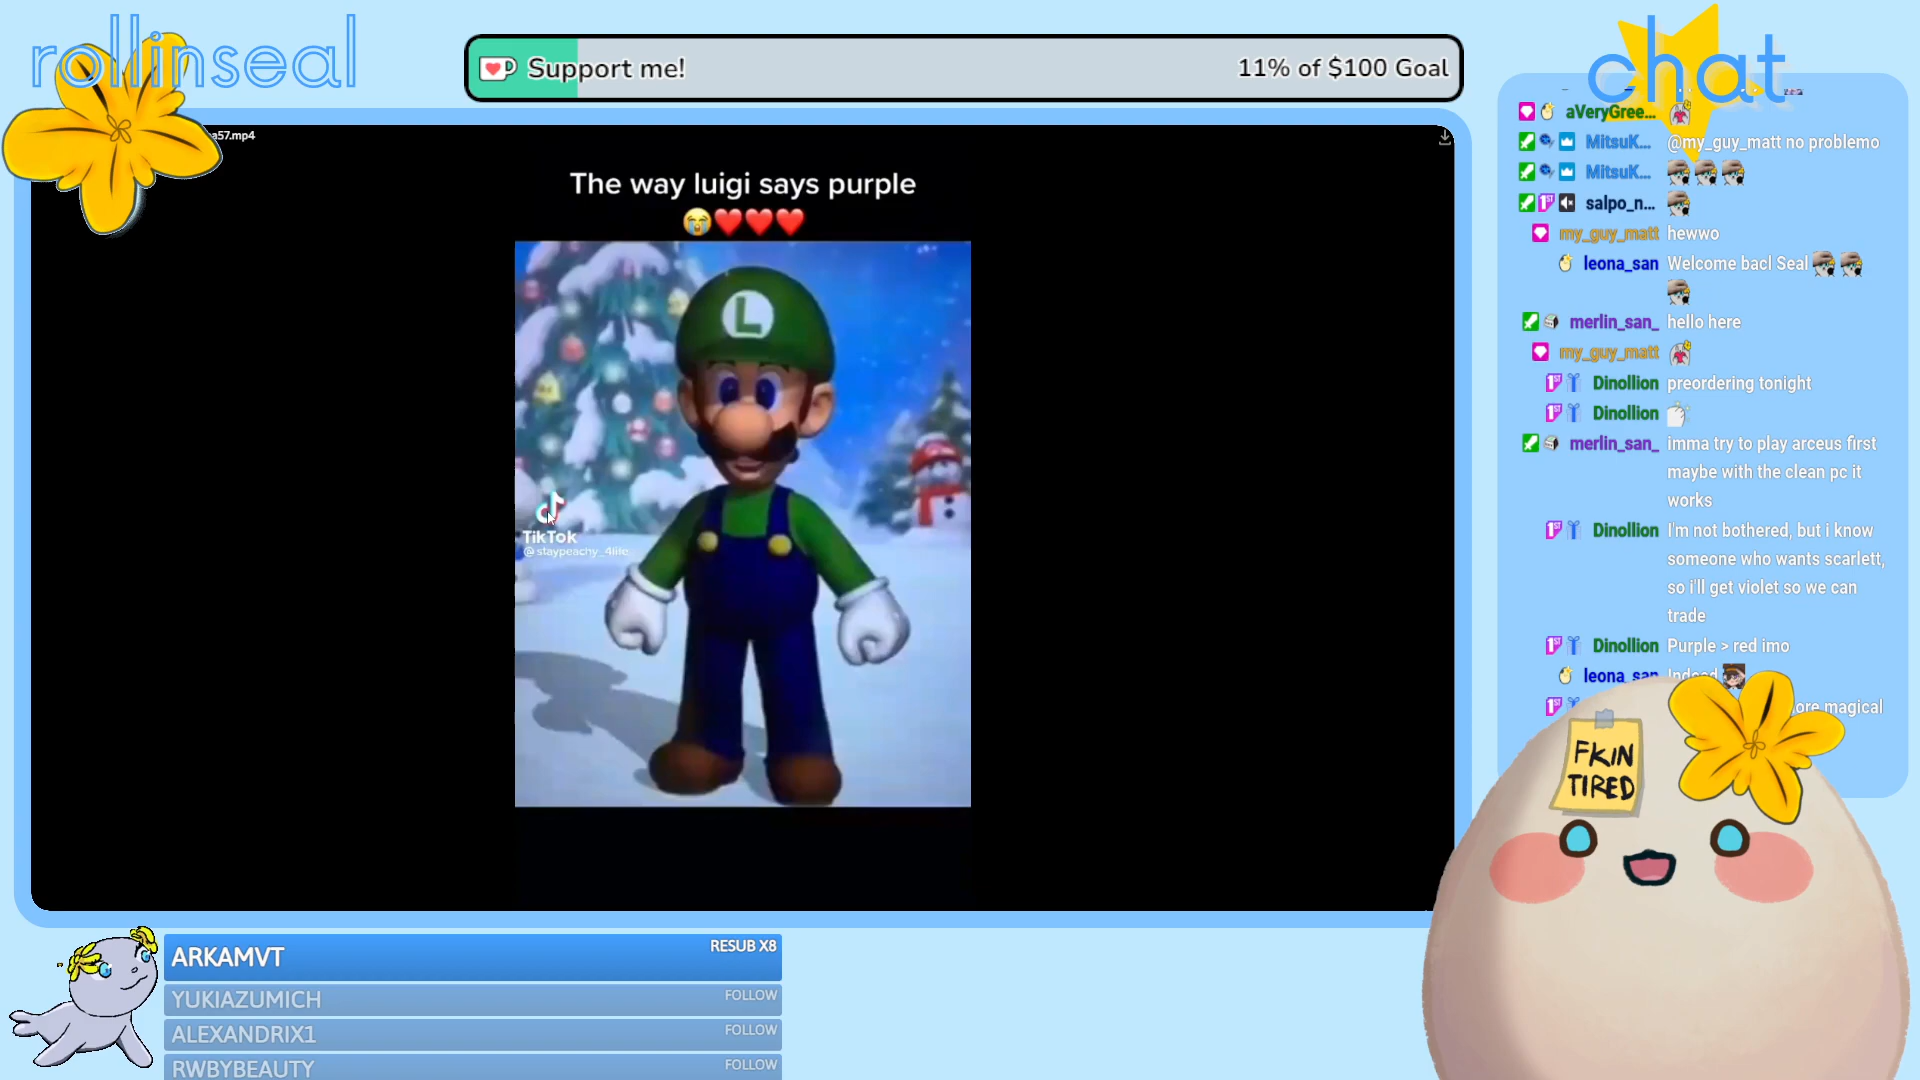 rollinseal
Support me!
11% of $100 Goal
chat
a57.mp4
The way luigi says purple
😭❤️❤️❤️
L
TikTok
@staypeachy_4life
aVeryGree...
MitsuK... @my_guy_matt no problemo
MitsuK...
salpo_n...
my_guy_matt hewwo
leona_san Welcome bacl Seal
merlin_san_ hello here
my_guy_matt
Dinollion preordering tonight
Dinollion
merlin_san_ imma try to play arceus first
maybe with the clean pc it
works
Dinollion I'm not bothered, but i know
someone who wants scarlett,
so i'll get violet so we can
trade
Dinollion Purple > red imo
leona_san Indeed
magical
FKIN
TIRED
ARKAMVT RESUB X8
YUKIAZUMICH FOLLOW
ALEXANDRIX1 FOLLOW
RWBYBEAUTY FOLLOW